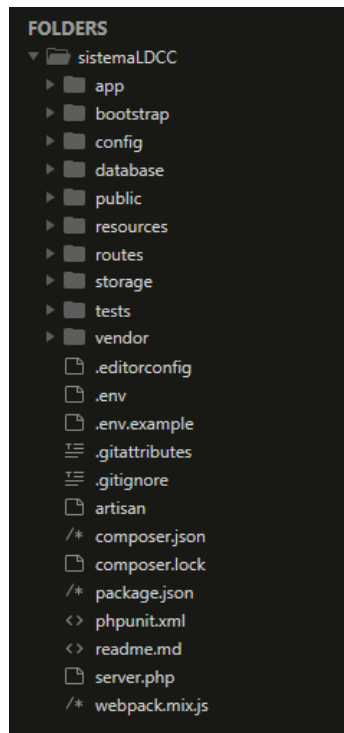 FOLDERS
sistemaLDCC
app
bootstrap
config
database
public
resources
routes
storage
tests
vendor
.editorconfig
.env
.env.example
.gitattributes
.gitignore
artisan
/* composer.json
composer.lock
/* package.json
<> phpunit.xml
<> readme.md
server.php
/* webpack.mix.js